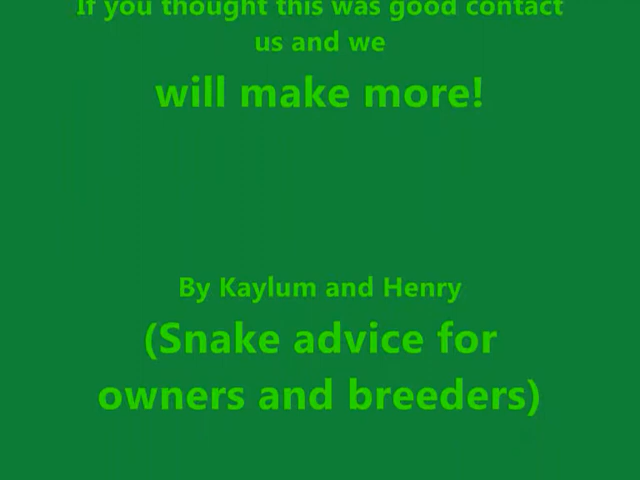 If you thought this was good contact
us and we
will make more!
By Kaylum and Henry
(Snake advice for
owners and breeders)